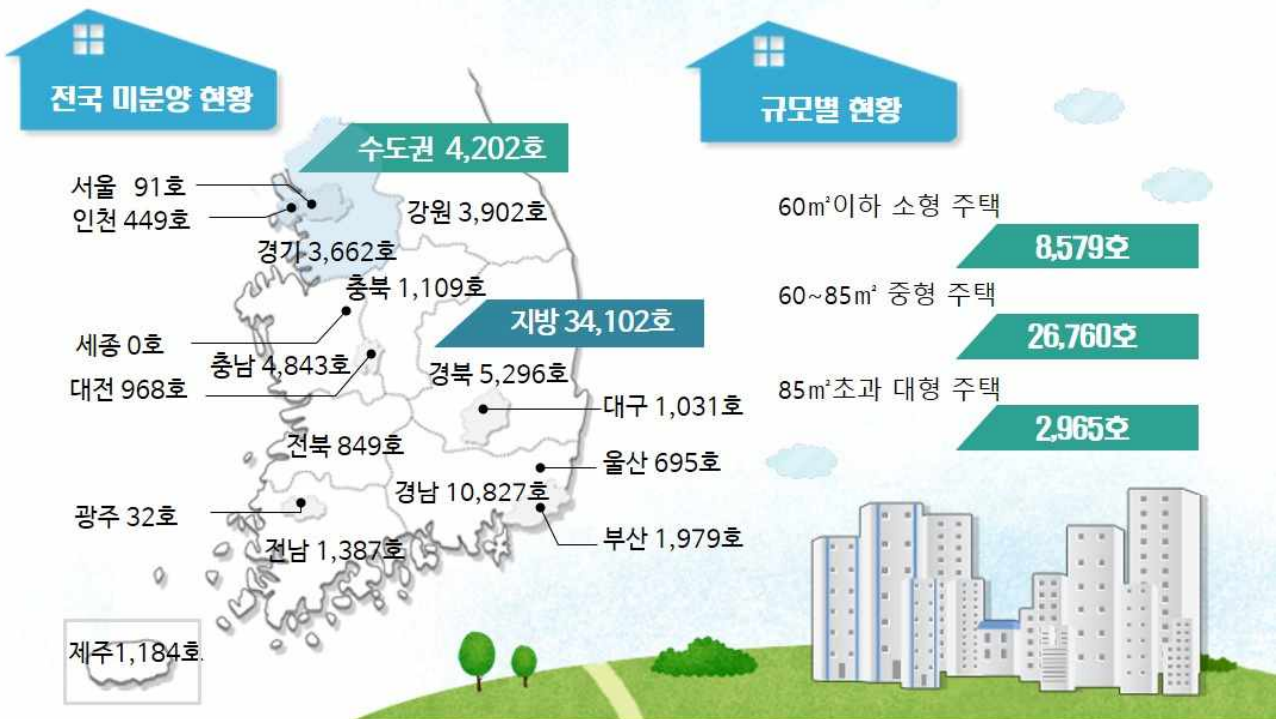 전국 미분양 현황
수도권 4,202호
서울 91호
인천 449호
강원 3,902호
경기 3,662호
충북 1,109호
지방 34,102호
세종 0호
충남 4,843호
경북 5,296호
대전 968호
대구 1,031호
전북 849호
울산 695호
경남 10,827호
광주 32호
부산 1,979호
전남 1,387호
제주1,184호
규모별 현황
60㎡이하 소형 주택
8,579호
60~85㎡ 중형 주택
26,760호
85㎡초과 대형 주택
2,965호